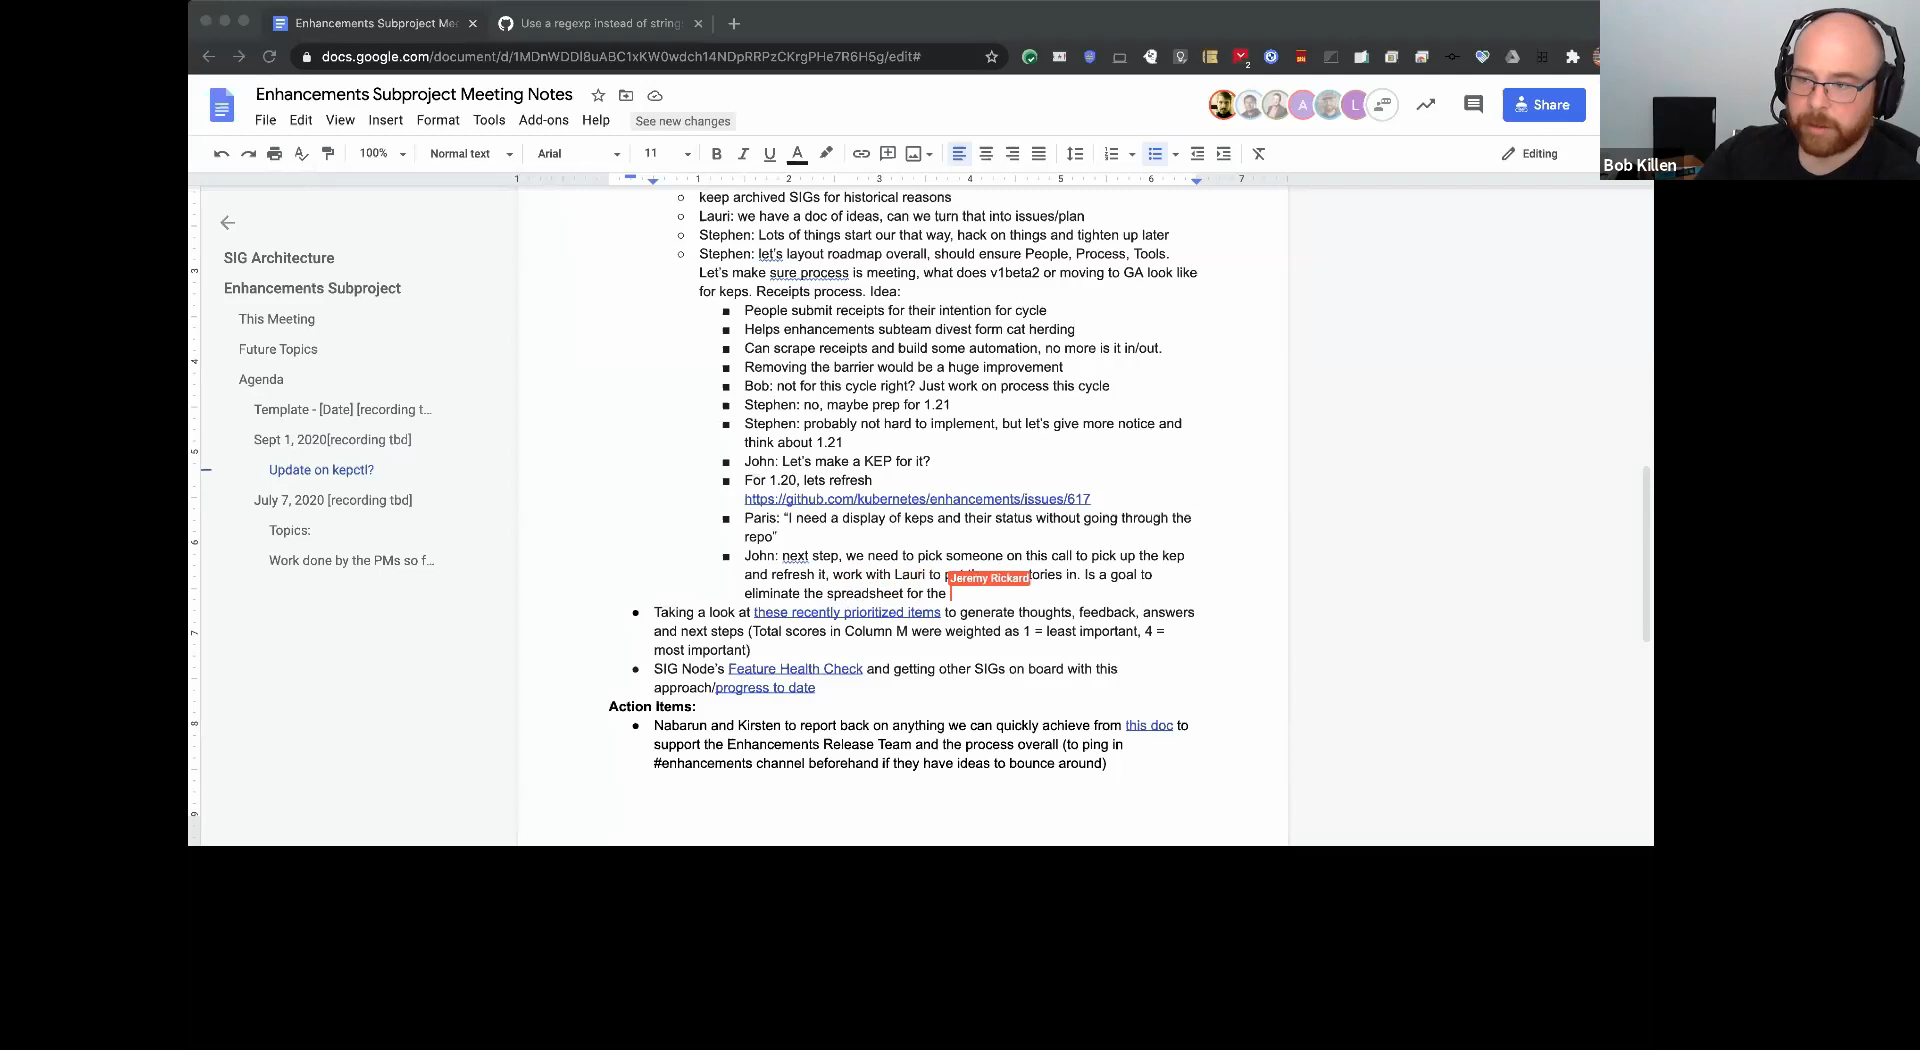 Enhancements Subproject Mee
Use a regexp instead of string
docs.google.com/document/d/1MDnWDDl8uABC1xKW0wdch14NDpRRPzCKrgPHe7R6H5g/edit#
2
Enhancements Subproject Meeting Notes
A
L
Share
File Edit View Insert Format Tools Add-ons Help See new changes
100% Normal text Arial 11 B I U A Editing
Bob Killen
1 1 2 3 4 5 6 7
3
4
5
6
7
8
9
SIG Architecture
Enhancements Subproject
This Meeting
Future Topics
Agenda
Template - [Date] [recording t...
Sept 1, 2020[recording tbd]
Update on kepctl?
July 7, 2020 [recording tbd]
Topics:
Work done by the PMs so f...
○ keep archived SIGs for historical reasons
○ Lauri: we have a doc of ideas, can we turn that into issues/plan
○ Stephen: Lots of things start our that way, hack on things and tighten up later
○ Stephen: let's layout roadmap overall, should ensure People, Process, Tools.
Let's make sure process is meeting, what does v1beta2 or moving to GA look like
for keps. Receipts process. Idea:
■ People submit receipts for their intention for cycle
■ Helps enhancements subteam divest form cat herding
■ Can scrape receipts and build some automation, no more is it in/out.
■ Removing the barrier would be a huge improvement
■ Bob: not for this cycle right? Just work on process this cycle
■ Stephen: no, maybe prep for 1.21
■ Stephen: probably not hard to implement, but let's give more notice and
think about 1.21
■ John: Let's make a KEP for it?
■ For 1.20, lets refresh
https://github.com/kubernetes/enhancements/issues/617
■ Paris: "I need a display of keps and their status without going through the
repo"
■ John: next step, we need to pick someone on this call to pick up the kep
and refresh it, work with Lauri to Jeremy Rickard tories in. Is a goal to
eliminate the spreadsheet for the
● Taking a look at these recently prioritized items to generate thoughts, feedback, answers
and next steps (Total scores in Column M were weighted as 1 = least important, 4 =
most important)
● SIG Node's Feature Health Check and getting other SIGs on board with this
approach/progress to date
Action Items:
● Nabarun and Kirsten to report back on anything we can quickly achieve from this doc to
support the Enhancements Release Team and the process overall (to ping in
#enhancements channel beforehand if they have ideas to bounce around)